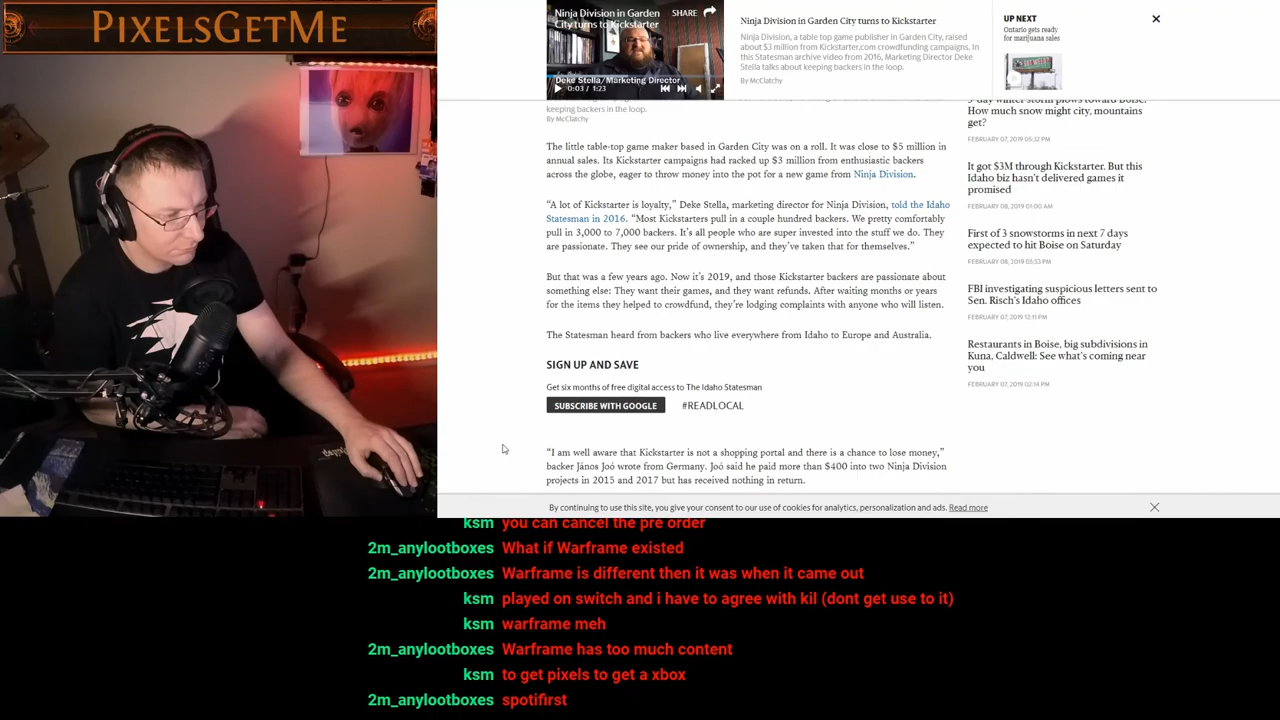 PIXELSGETME
Ninja Division in Garden
City turns to Kickstarter
SHARE
Deke Stella/Marketing Director
0:03 / 1:23
Ninja Division in Garden City turns to Kickstarter
Ninja Division, a table top game publisher in Garden City, raised
about $3 million from Kickstarter.com crowdfunding campaigns. In
this Statesman archive video from 2016, Marketing Director Deke
Stella talks about keeping backers in the loop.
By McClatchy
UP NEXT
Ontario gets ready
for marijuana sales
keeping backers in the loop.
By McClatchy
The little table-top game maker based in Garden City was on a roll. It was close to $5 million in
annual sales. Its Kickstarter campaigns had racked up $3 million from enthusiastic backers
across the globe, eager to throw money into the pot for a new game from Ninja Division.
“A lot of Kickstarter is loyalty,” Deke Stella, marketing director for Ninja Division, told the Idaho
Statesman in 2016. “Most Kickstarters pull in a couple hundred backers. We pretty comfortably
pull in 3,000 to 7,000 backers. It’s all people who are super invested into the stuff we do. They
are passionate. They see our pride of ownership, and they’ve taken that for themselves.”
But that was a few years ago. Now it’s 2019, and those Kickstarter backers are passionate about
something else: They want their games, and they want refunds. After waiting months or years
for the items they helped to crowdfund, they’re lodging complaints with anyone who will listen.
The Statesman heard from backers who live everywhere from Idaho to Europe and Australia.
SIGN UP AND SAVE
Get six months of free digital access to The Idaho Statesman
SUBSCRIBE WITH GOOGLE
#READLOCAL
“I am well aware that Kickstarter is not a shopping portal and there is a chance to lose money,”
backer János Joó wrote from Germany. Joó said he paid more than $400 into two Ninja Division
projects in 2015 and 2017 but has received nothing in return.
3-day winter storm plows toward Boise.
How much snow might city, mountains
get?
FEBRUARY 07, 2019 05:32 PM
It got $3M through Kickstarter. But this
Idaho biz hasn’t delivered games it
promised
FEBRUARY 08, 2019 01:00 AM
First of 3 snowstorms in next 7 days
expected to hit Boise on Saturday
FEBRUARY 08, 2019 05:53 PM
FBI investigating suspicious letters sent to
Sen. Risch’s Idaho offices
FEBRUARY 07, 2019 12:11 PM
Restaurants in Boise, big subdivisions in
Kuna, Caldwell: See what’s coming near
you
FEBRUARY 07, 2019 02:14 PM
By continuing to use this site, you give your consent to our use of cookies for analytics, personalization and ads. Read more
ksm you can cancel the pre order
2m_anylootboxes What if Warframe existed
2m_anylootboxes Warframe is different then it was when it came out
ksm played on switch and i have to agree with kil (dont get use to it)
ksm warframe meh
2m_anylootboxes Warframe has too much content
ksm to get pixels to get a xbox
2m_anylootboxes spotifirst